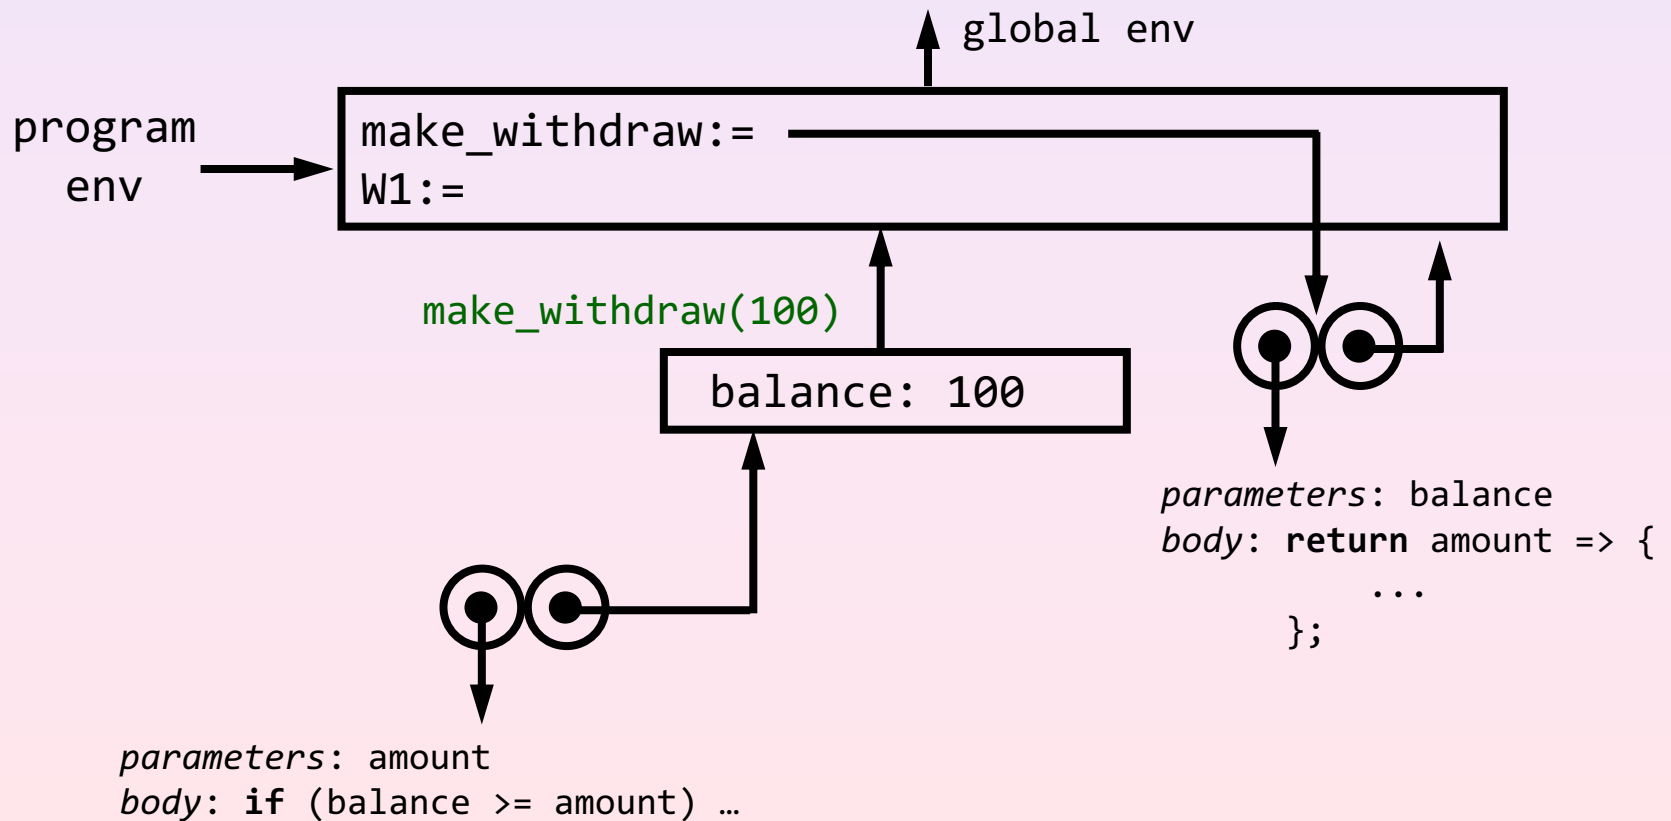 global env
program
env
make_withdraw:=
W1:=
make_withdraw(100)
balance: 100
parameters: balance
body: return amount => {
...
};
parameters: amount
body: if (balance >= amount) …